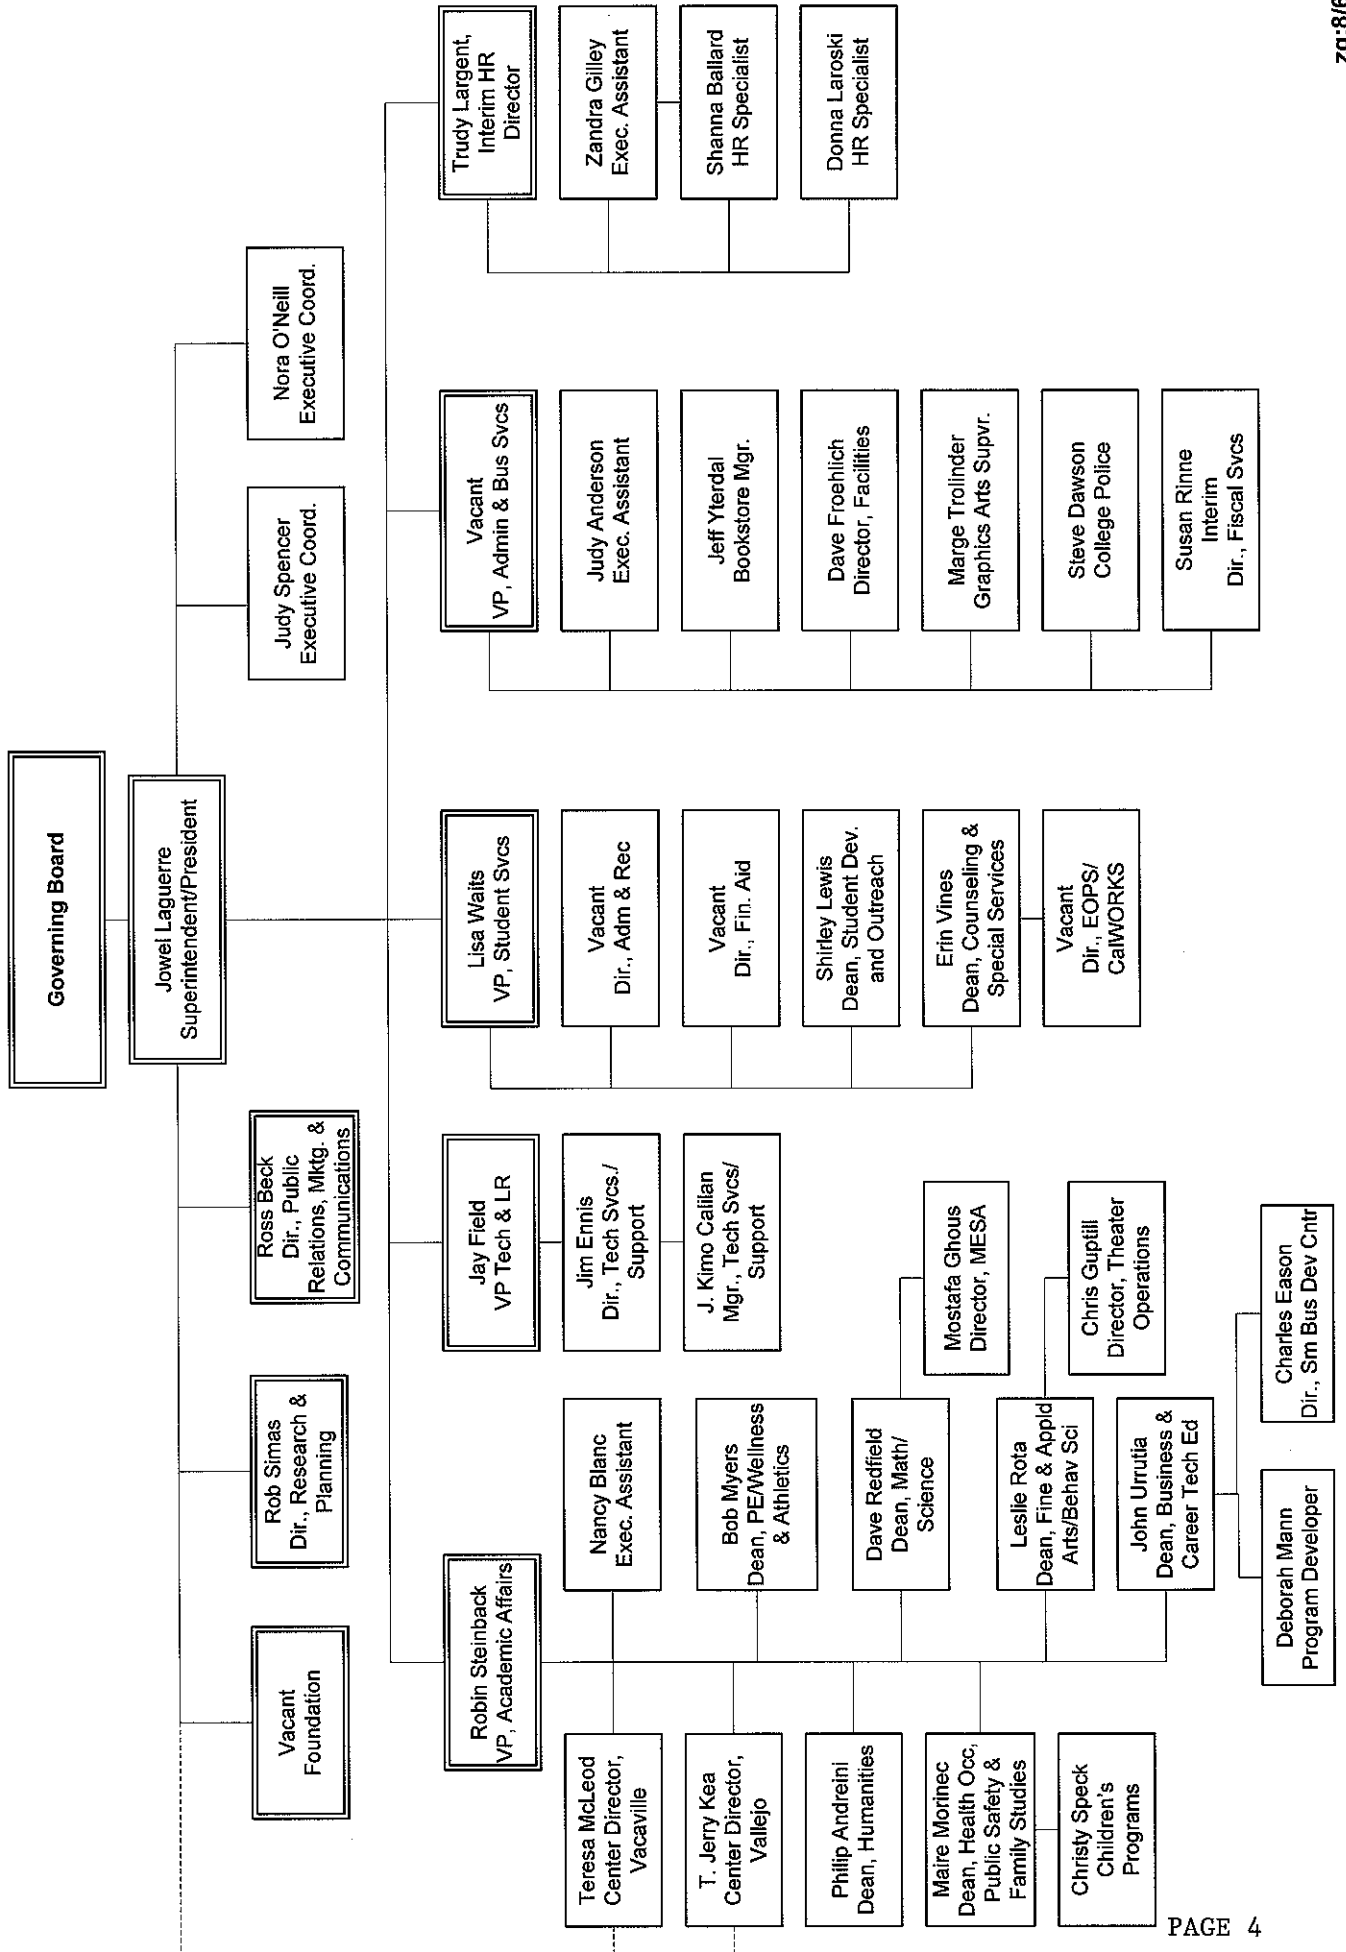 Governing Board
Jowel Laguerre
Superintendent/President
Vacant
Foundation
Rob Simas
Dir., Research &
Planning
Ross Beck
Dir., Public
Relations, Mktg. &
Communications
Judy Spencer
Executive Coord.
Nora O'Neill
Executive Coord.
Robin Steinback
VP, Academic Affairs
Jay Field
VP Tech & LR
Lisa Waits
VP, Student Svcs
Vacant
VP, Admin & Bus Svcs
Trudy Largent,
Interim HR
Director
Teresa McLeod
Center Director,
Vacaville
T. Jerry Kea
Center Director,
Vallejo
Philip Andreini
Dean, Humanities
Maire Morinec
Dean, Health Occ,
Public Safety &
Family Studies
Christy Speck
Children's
Programs
Nancy Blanc
Exec. Assistant
Bob Myers
Dean, PE/Wellness
& Athletics
Dave Redfield
Dean, Math/
Science
Mostafa Ghous
Director, MESA
Leslie Rota
Dean, Fine & Appld
Arts/Behav Sci
Chris Guptill
Director, Theater
Operations
John Urrutia
Dean, Business &
Career Tech Ed
Deborah Mann
Program Developer
Charles Eason
Dir., Sm Bus Dev Cntr
Jim Ennis
Dir., Tech Svcs./
Support
J. Kimo Calilan
Mgr., Tech Svcs/
Support
Vacant
Dir., Adm & Rec
Vacant
Dir., Fin. Aid
Shirley Lewis
Dean, Student Dev.
and Outreach
Erin Vines
Dean, Counseling &
Special Services
Vacant
Dir., EOPS/
CalWORKS
Judy Anderson
Exec. Assistant
Jeff Yterdal
Bookstore Mgr.
Dave Froehlich
Director, Facilities
Marge Trolinder
Graphics Arts Supvr.
Steve Dawson
College Police
Susan Rinne
Interim
Dir., Fiscal Svcs
Zandra Gilley
Exec. Assistant
Shanna Ballard
HR Specialist
Donna Laroski
HR Specialist
PAGE 4